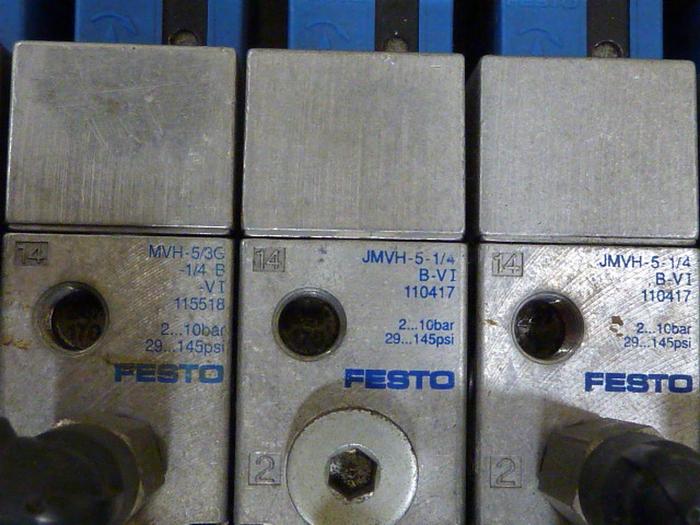 14
MVH-5/3G
-1/4 B
-VI
115518
2...10bar
29...145psi
FESTO
14
JMVH-5-1/4
B-VI
110417
2...10bar
29...145psi
FESTO
2
14
JMVH-5-1/4
B-VI
110417
2...10bar
29...145psi
FESTO
2